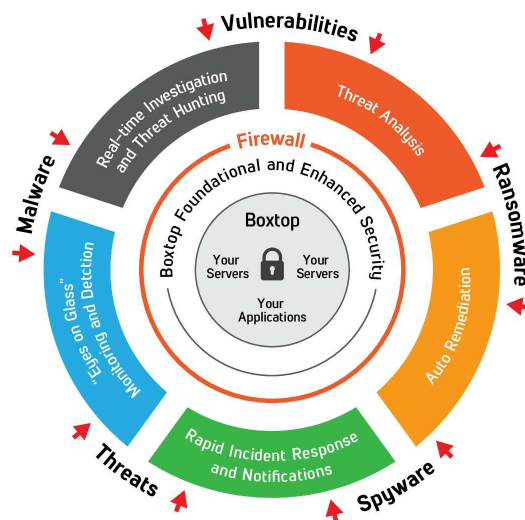 Vulnerabilities
Ransomware
Spyware
Threats
Malware
Real-time Investigation
and Threat Hunting
Threat Analysis
Auto Remediation
Rapid Incident Response
and Notifications
"Eyes on Glass"
Monitoring and Detction
Firewall
Boxtop Foundational and Enhanced Security
Boxtop
Your
Servers
Your
Servers
Your
Applications